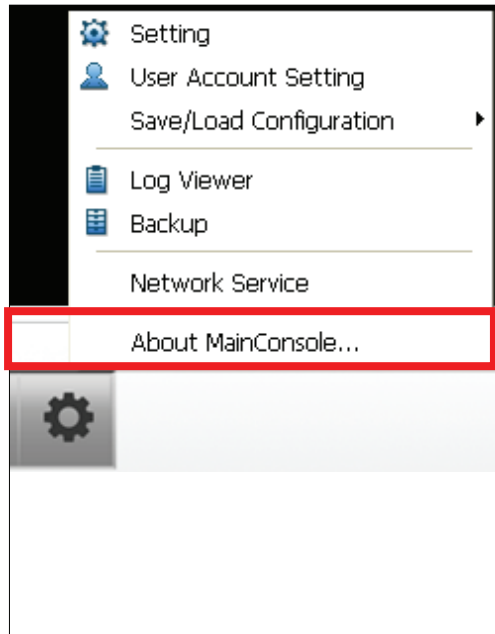 Setting
User Account Setting
Save/Load Configuration
Log Viewer
Backup
Network Service
About MainConsole...